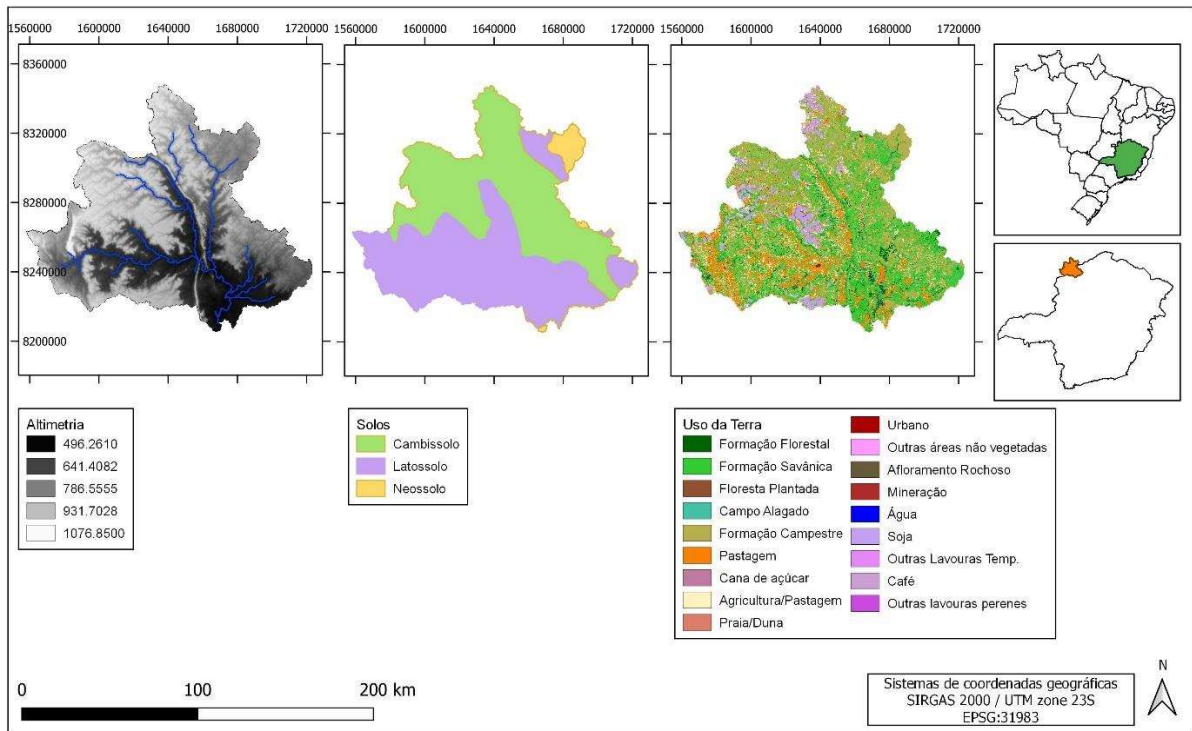 1560000 1600000 1640000 1680000 1720000
1560000 1600000 1640000 1680000 1720000
1560000 1600000 1640000 1680000 1720000
8360000
8320000
8280000
8240000
8200000
Altimetria
496.2610
641.4082
786.5555
931.7028
1076.8500
Solos
Cambissolo
Latossolo
Neossolo
Uso da Terra
Formação Florestal
Formação Savânica
Floresta Plantada
Campo Alagado
Formação Campestre
Pastagem
Cana de açúcar
Agricultura/Pastagem
Praia/Duna
Urbano
Outras áreas não vegetadas
Afloramento Rochoso
Mineração
Água
Soja
Outras Lavouras Temp.
Café
Outras lavouras perenes
0 100 200 km
Sistemas de coordenadas geográficas
SIRGAS 2000 / UTM zone 23S
EPSG:31983
N